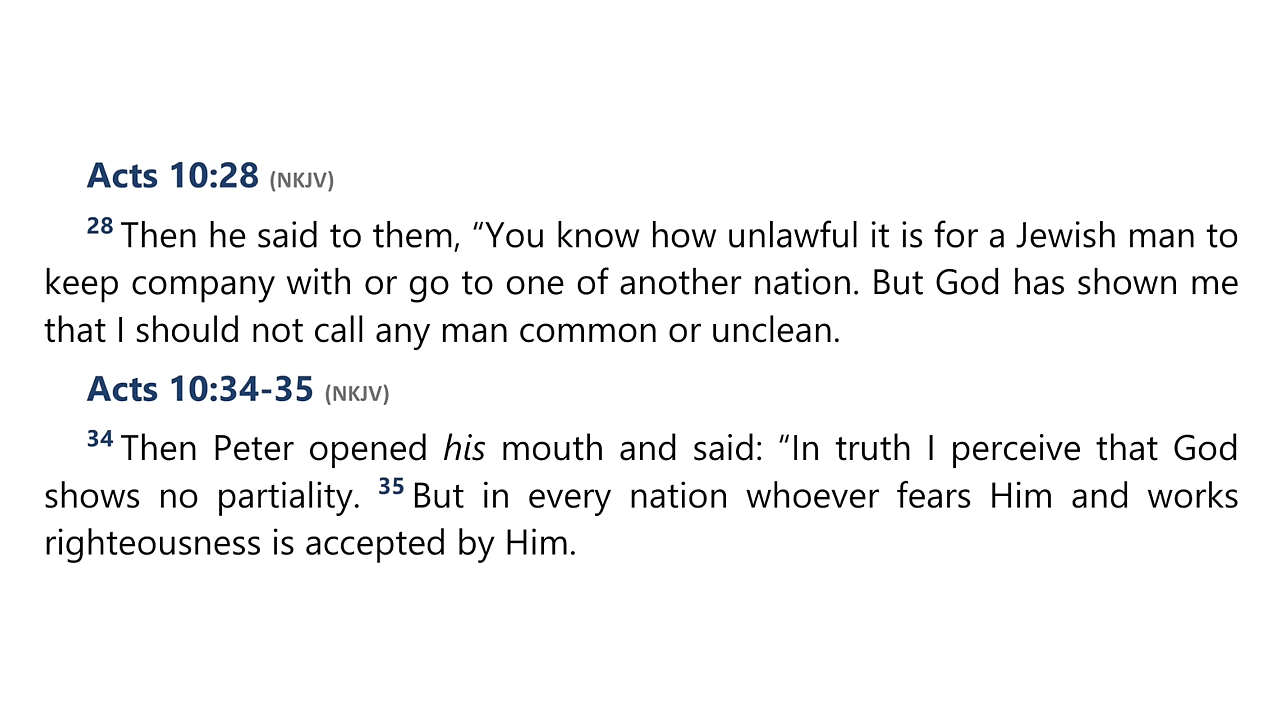 Acts 10:28 (NKJV)
28 Then he said to them, “You know how unlawful it is for a Jewish man to
keep company with or go to one of another nation. But God has shown me
that I should not call any man common or unclean.
Acts 10:34-35 (NKJV)
34 Then Peter opened his mouth and said: “In truth I perceive that God
shows no partiality. 35 But in every nation whoever fears Him and works
righteousness is accepted by Him.